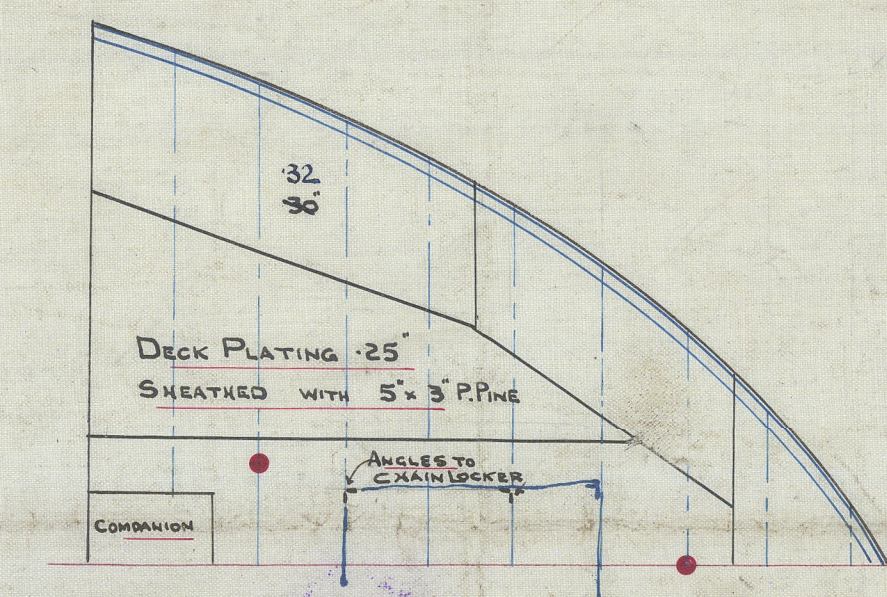 ·32
30"
DECK PLATING ·25"
SHEATHED WITH 5" x 3" P. PINE
ANGLES TO
CHAIN LOCKER
COMPANION